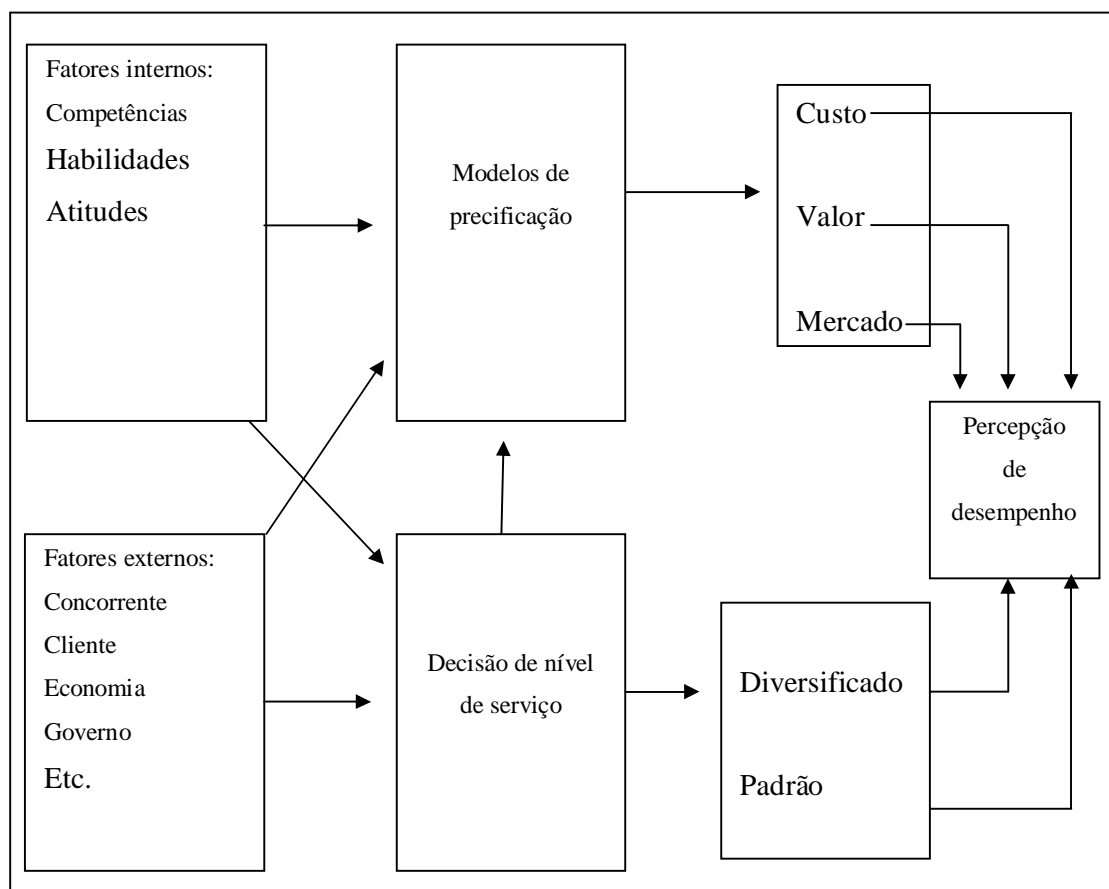 Fatores internos:
Competências
Habilidades
Atitudes
Modelos de
precificação
Custo
Valor
Mercado
Percepção
de
desempenho
Fatores externos:
Concorrente
Cliente
Economia
Governo
Etc.
Decisão de nível
de serviço
Diversificado
Padrão